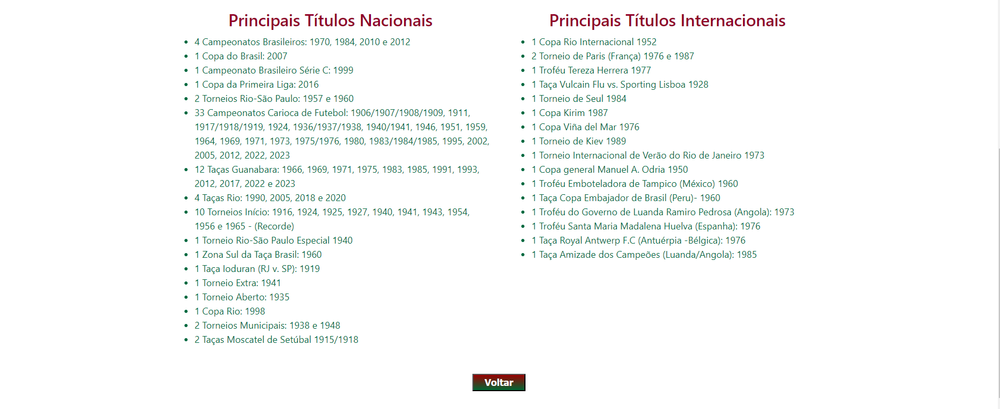 Principais Títulos Nacionais
4 Campeonatos Brasileiros: 1970, 1984, 2010 e 2012
1 Copa do Brasil: 2007
1 Campeonato Brasileiro Série C: 1999
1 Copa da Primeira Liga: 2016
2 Torneios Rio-São Paulo: 1957 e 1960
33 Campeonatos Carioca de Futebol: 1906/1907/1908/1909, 1911,
1917/1918/1919, 1924, 1936/1937/1938, 1940/1941, 1946, 1951, 1959,
1964, 1969, 1971, 1973, 1975/1976, 1980, 1983/1984/1985, 1995, 2002,
2005, 2012, 2022, 2023
12 Taças Guanabara: 1966, 1969, 1971, 1975, 1983, 1985, 1991, 1993,
2012, 2017, 2022 e 2023
4 Taças Rio: 1990, 2005, 2018 e 2020
10 Torneios Início: 1916, 1924, 1925, 1927, 1940, 1941, 1943, 1954,
1956 e 1965 - (Recorde)
1 Torneio Rio-São Paulo Especial 1940
1 Zona Sul da Taça Brasil: 1960
1 Taça Ioduran (RJ v. SP): 1919
1 Torneio Extra: 1941
1 Torneio Aberto: 1935
1 Copa Rio: 1998
2 Torneios Municipais: 1938 e 1948
2 Taças Moscatel de Setúbal 1915/1918
Principais Títulos Internacionais
1 Copa Rio Internacional 1952
2 Torneio de Paris (França) 1976 e 1987
1 Troféu Tereza Herrera 1977
1 Taça Vulcain Flu vs. Sporting Lisboa 1928
1 Torneio de Seul 1984
1 Copa Kirim 1987
1 Copa Viña del Mar 1976
1 Torneio de Kiev 1989
1 Torneio Internacional de Verão do Rio de Janeiro 1973
1 Copa general Manuel A. Odria 1950
1 Troféu Emboteladora de Tampico (México) 1960
1 Taça Copa Embajador de Brasil (Peru)- 1960
1 Troféu do Governo de Luanda Ramiro Pedrosa (Angola): 1973
1 Troféu Santa Maria Madalena Huelva (Espanha): 1976
1 Taça Royal Antwerp F.C (Antuérpia -Bélgica): 1976
1 Taça Amizade dos Campeões (Luanda/Angola): 1985
Voltar